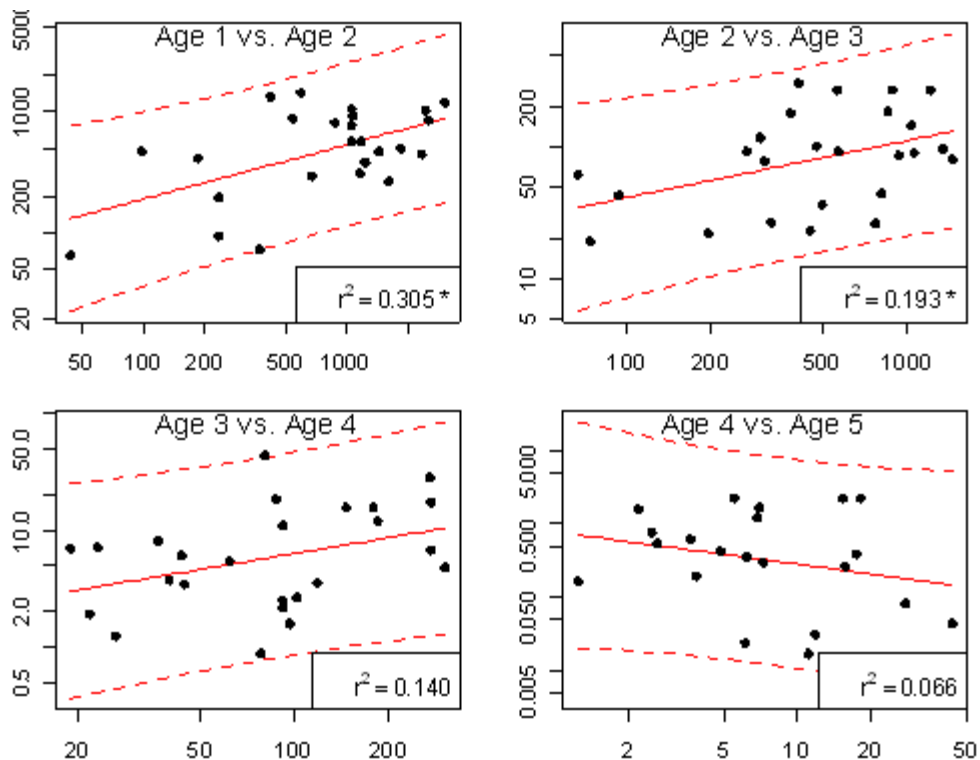 Age 1 vs. Age 2
5000
1000
200
50
20
r² = 0.305 *
50 100 200 500 1000
Age 2 vs. Age 3
200
50
10
5
r² = 0.193 *
100 200 500 1000
Age 3 vs. Age 4
50.0
10.0
2.0
0.5
r² = 0.140
20 50 100 200
Age 4 vs. Age 5
5.000
0.500
0.050
0.005
r² = 0.066
2 5 10 20 50